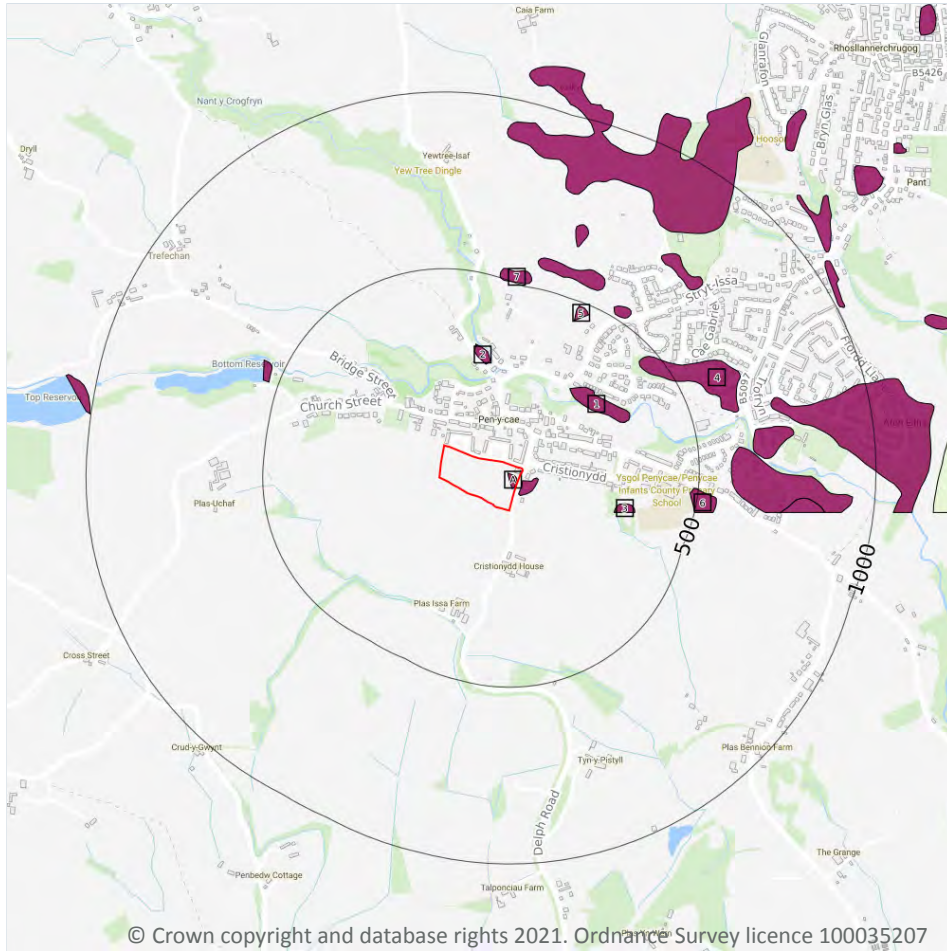 Caia Farm
Glanrafon
Rhosllannerchrugog
B5426
Nant y Crogfryn
Bryn Glas
Dryll
Yewtree-Isaf
Yew Tree Dingle
Pant
Trefechan
7
Stryt-Issa
5
Cae Gabriel
2
Bridge Street
Bottom Reservoir
Ffordd Lla
4
B5097
Top Reservoir
Church Street
1
Pen-y-cae
Cristionydd
Plas-Uchaf
Ysgol Penycae/Penycae
Infants County Primary
School
3
6
500
1000
Cristionydd House
Plas Issa Farm
Cross Street
Crud-y-Gwynt
Plas Bennion Farm
Tyn-y-Pistyll
Delph Road
The Grange
Penbedw Cottage
Talponciau Farm
© Crown copyright and database rights 2021. Ordnance Survey licence 100035207